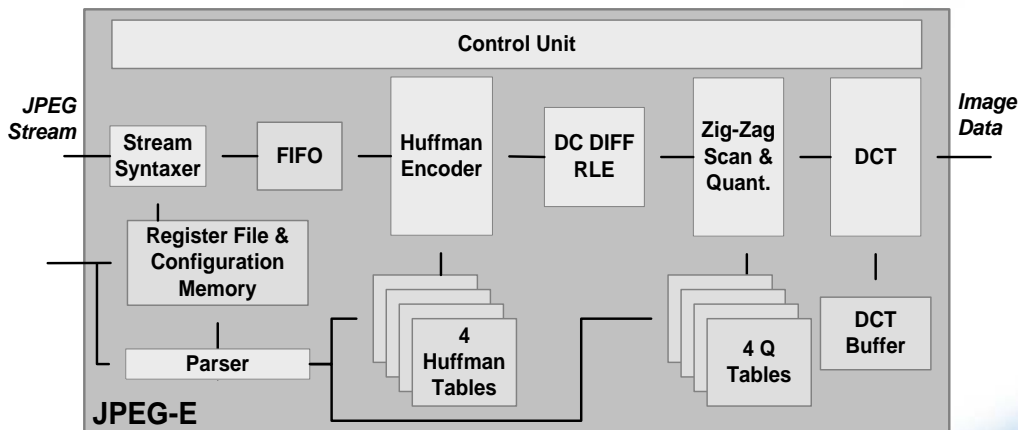 Control Unit
JPEG
Stream
Image
Data
Stream
Syntaxer
FIFO
Huffman
Encoder
DC DIFF
RLE
Zig-Zag
Scan &
Quant.
DCT
Register File &
Configuration
Memory
4
Huffman
Tables
4 Q
Tables
DCT
Buffer
Parser
JPEG-E